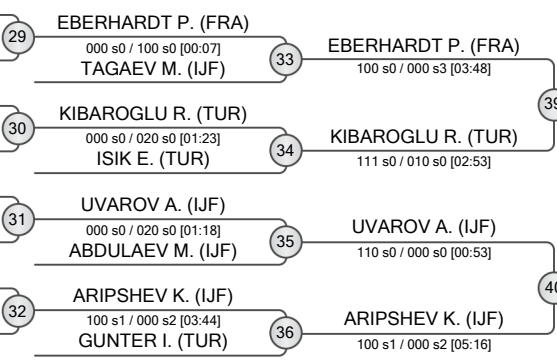 29
EBERHARDT P. (FRA)
000 s0 / 100 s0 [00:07]
TAGAEV M. (IJF)
33
EBERHARDT P. (FRA)
100 s0 / 000 s3 [03:48]
39
30
KIBAROGLU R. (TUR)
000 s0 / 020 s0 [01:23]
ISIK E. (TUR)
34
KIBAROGLU R. (TUR)
111 s0 / 010 s0 [02:53]
31
UVAROV A. (IJF)
000 s0 / 020 s0 [01:18]
ABDULAEV M. (IJF)
35
UVAROV A. (IJF)
110 s0 / 000 s0 [00:53]
40
32
ARIPSHEV K. (IJF)
100 s1 / 000 s2 [03:44]
GUNTER I. (TUR)
36
ARIPSHEV K. (IJF)
100 s1 / 000 s2 [05:16]